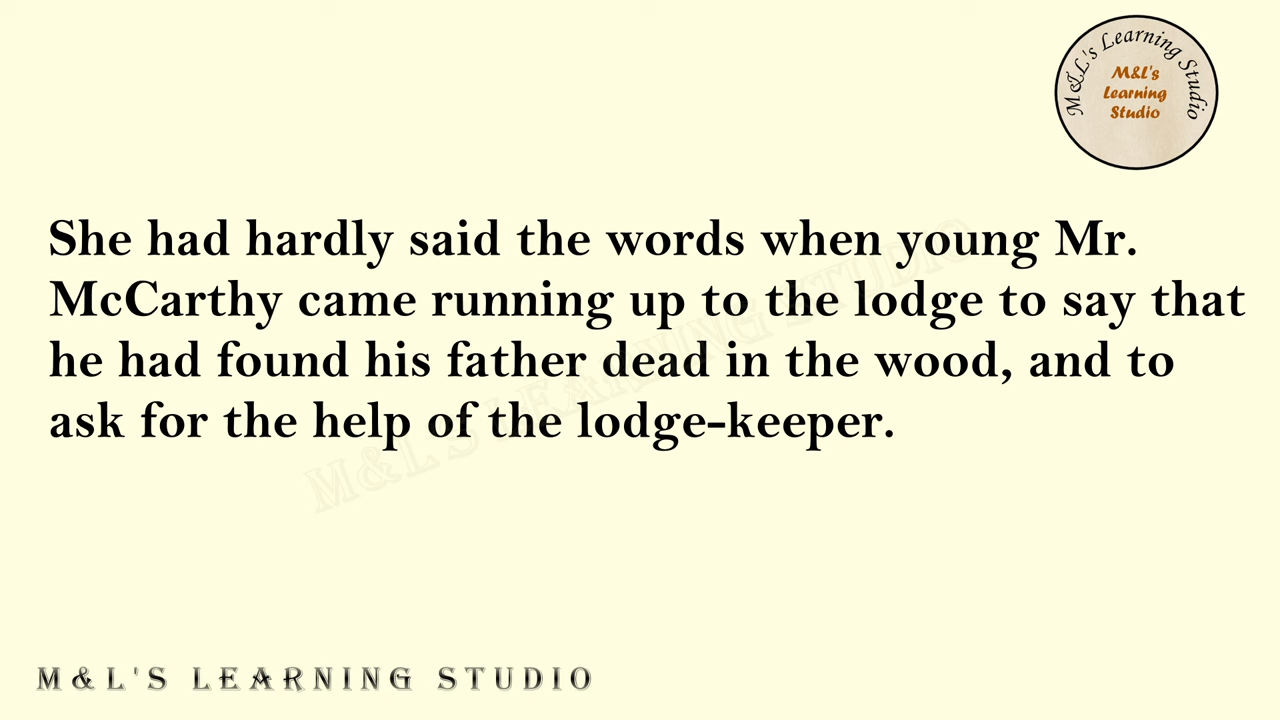 M&L's Learning Studio
M&L's
Learning
Studio
She had hardly said the words when young Mr.
McCarthy came running up to the lodge to say that
he had found his father dead in the wood, and to
ask for the help of the lodge-keeper.
M&L'S LEARNING STUDIO
M&L'S LEARNING STUDIO